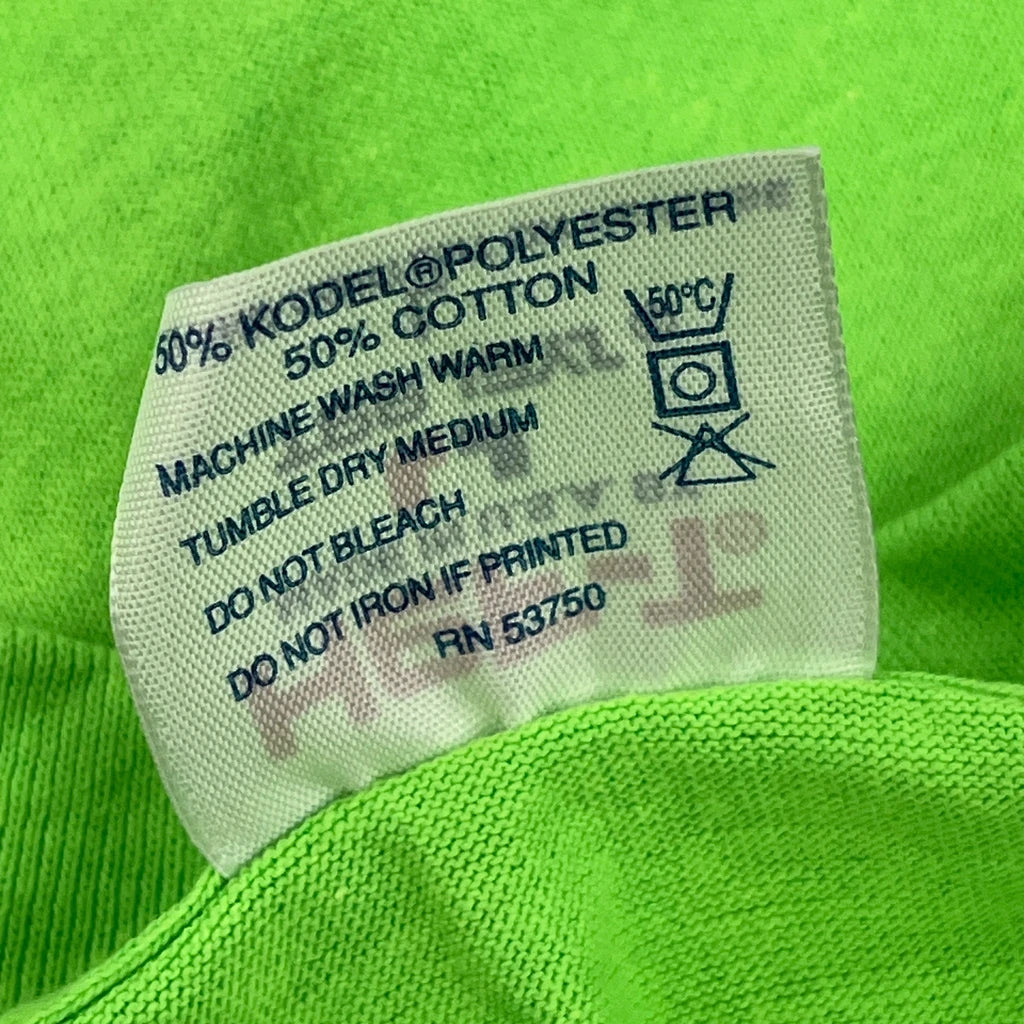 50% KODEL®POLYESTER
50% COTTON
50°C
MACHINE WASH WARM
TUMBLE DRY MEDIUM
DO NOT BLEACH
DO NOT IRON IF PRINTED
RN 53750